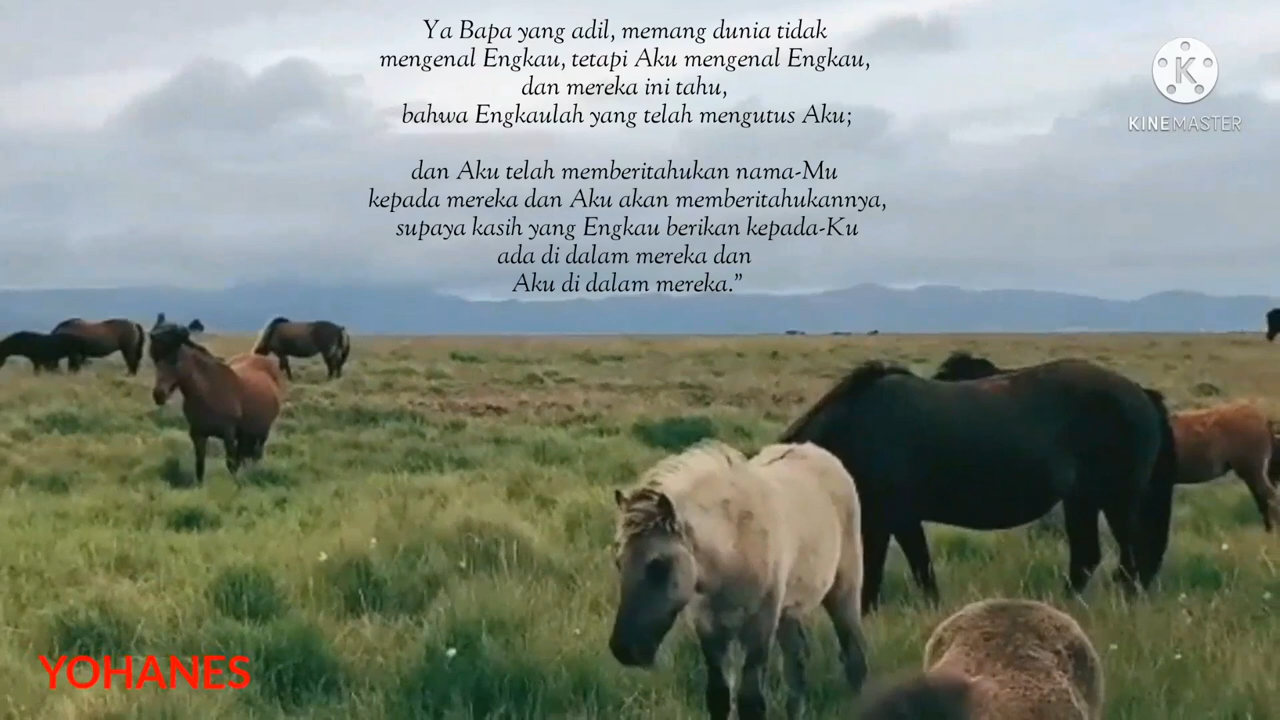 Ya Bapa yang adil, memang dunia tidak
mengenal Engkau, tetapi Aku mengenal Engkau,
dan mereka ini tahu,
bahwa Engkaulah yang telah mengutus Aku;
dan Aku telah memberitahukan nama-Mu
kepada mereka dan Aku akan memberitahukannya,
supaya kasih yang Engkau berikan kepada-Ku
ada di dalam mereka dan
Aku di dalam mereka.”
K
KINEMASTER
YOHANES